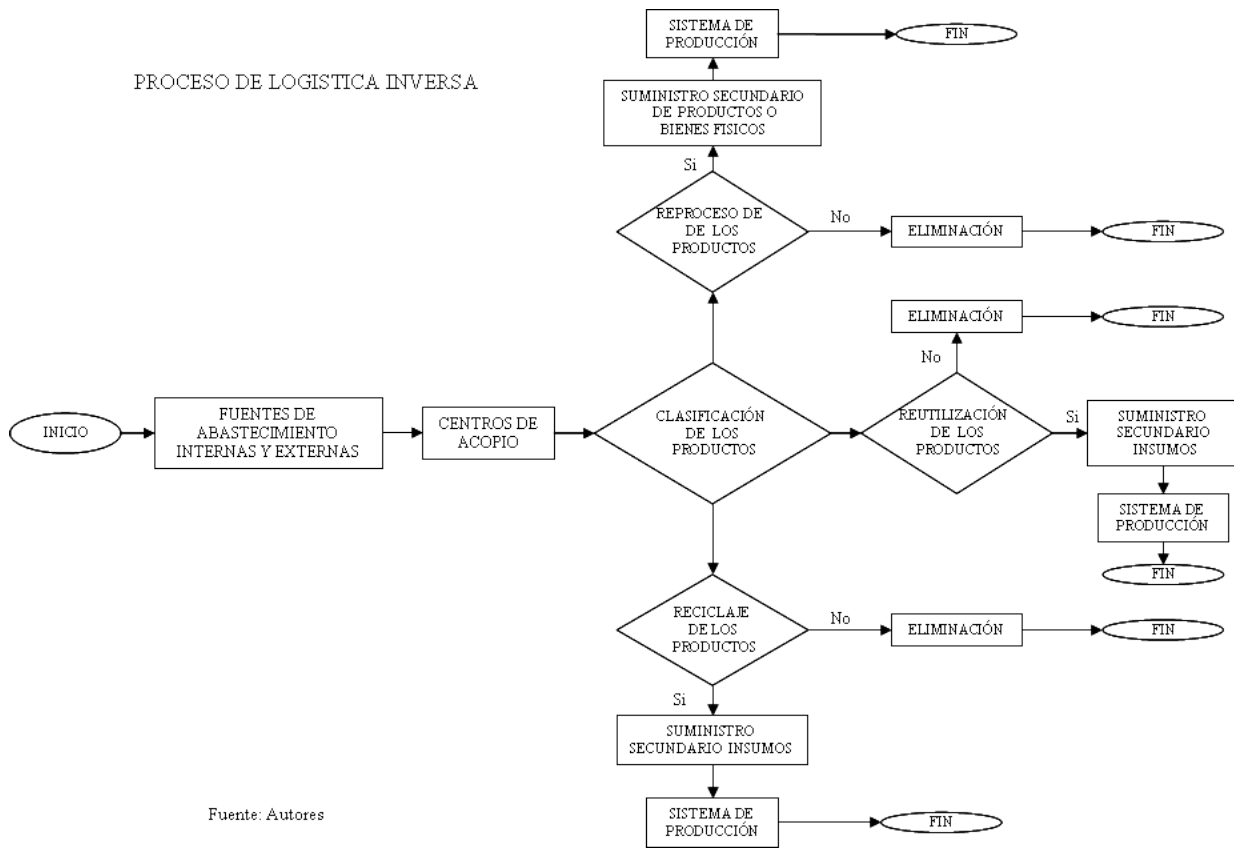 SISTEMA DE
PRODUCCIÓN
FIN
PROCESO DE LOGISTICA INVERSA
SUMINISTRO SECUNDARIO
DE PRODUCTOS O
BIENES FISICOS
Si
REPROCESO DE
DE LOS
PRODUCTOS
No
ELIMINACIÓN
FIN
ELIMINACIÓN
FIN
No
INICIO
FUENTES DE
ABASTECIMIENTO
INTERNAS Y EXTERNAS
CENTROS DE
ACOPIO
CLASIFICACIÓN
DE LOS
PRODUCTOS
REUTILIZACIÓN
DE LOS
PRODUCTOS
Si
SUMINISTRO
SECUNDARIO
INSUMOS
SISTEMA DE
PRODUCCIÓN
FIN
RECICLAJE
DE LOS
PRODUCTOS
No
ELIMINACIÓN
FIN
Si
SUMINISTRO
SECUNDARIO INSUMOS
SISTEMA DE
PRODUCCIÓN
FIN
Fuente: Autores